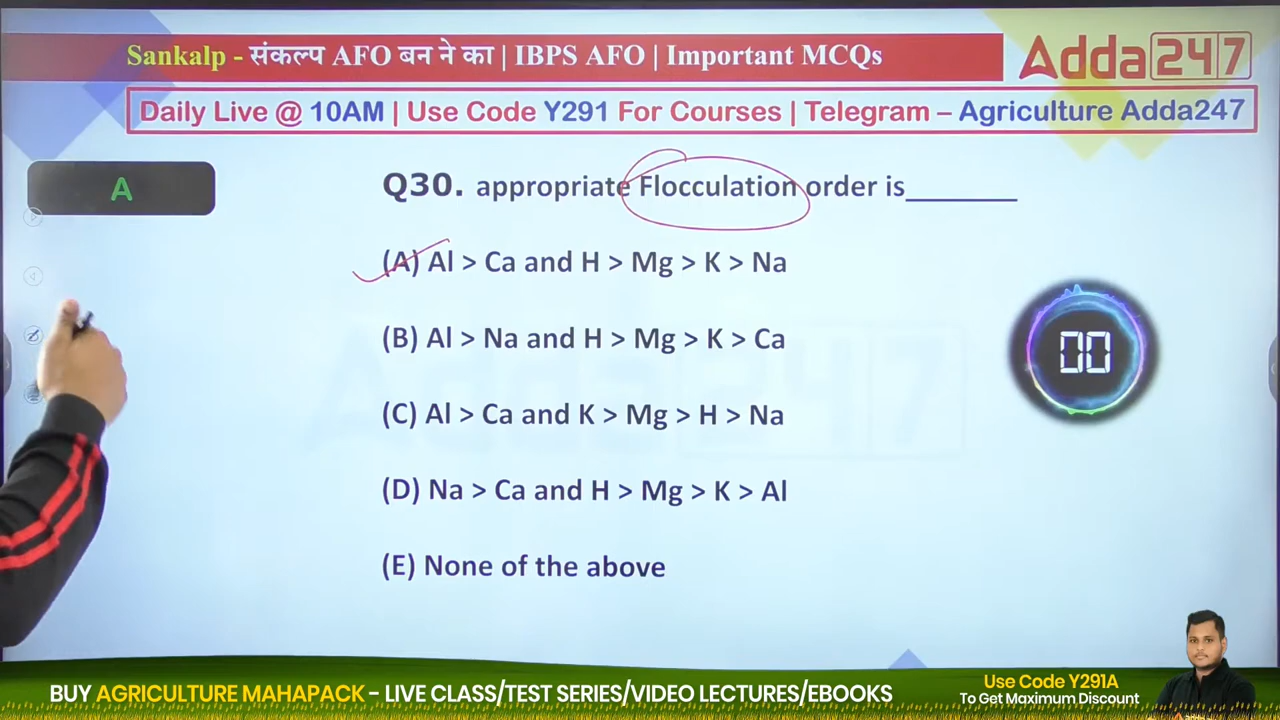 Sankalp - संकल्प AFO बन ने का | IBPS AFO | Important MCQs
Adda247
Daily Live @ 10AM | Use Code Y291 For Courses | Telegram – Agriculture Adda247
A
Q30. appropriate Flocculation order is_______
(A) Al > Ca and H > Mg > K > Na
(B) Al > Na and H > Mg > K > Ca
00
(C) Al > Ca and K > Mg > H > Na
(D) Na > Ca and H > Mg > K > Al
(E) None of the above
BUY AGRICULTURE MAHAPACK - LIVE CLASS/TEST SERIES/VIDEO LECTURES/EBOOKS
Use Code Y291A
To Get Maximum Discount